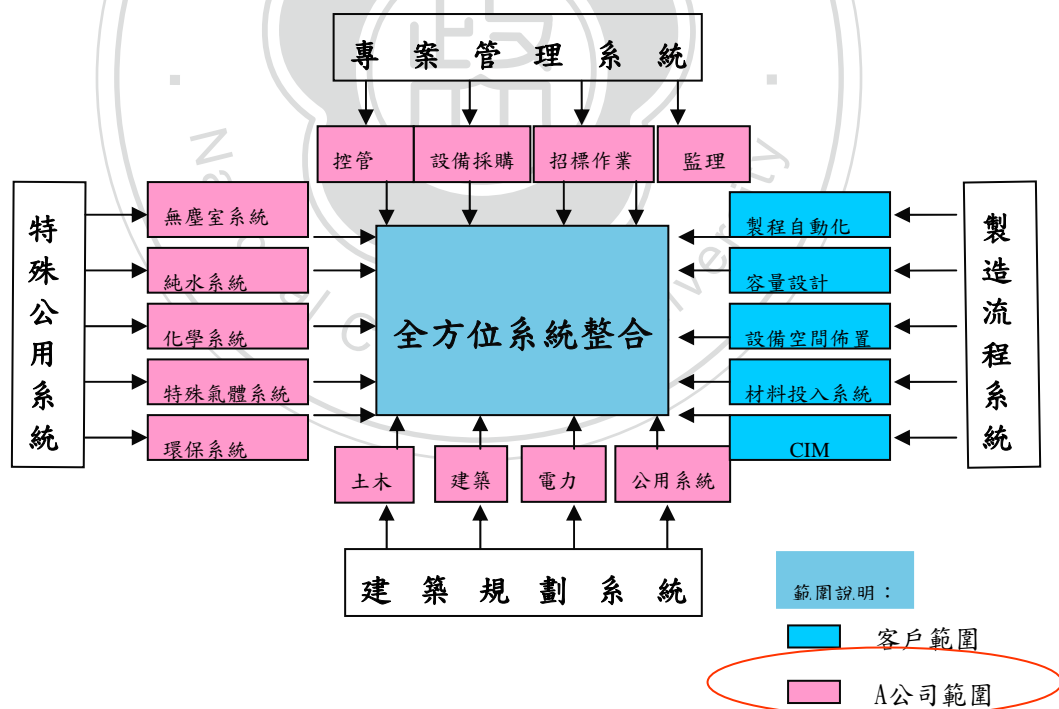 專案管理系統
控管
設備採購
招標作業
監理
特殊公用系統
無塵室系統
純水系統
化學系統
特殊氣體系統
環保系統
全方位系統整合
製程自動化
容量設計
設備空間佈置
材料投入系統
CIM
製造流程系統
土木
建築
電力
公用系統
建築規劃系統
範圍說明：
客戶範圍
A公司範圍